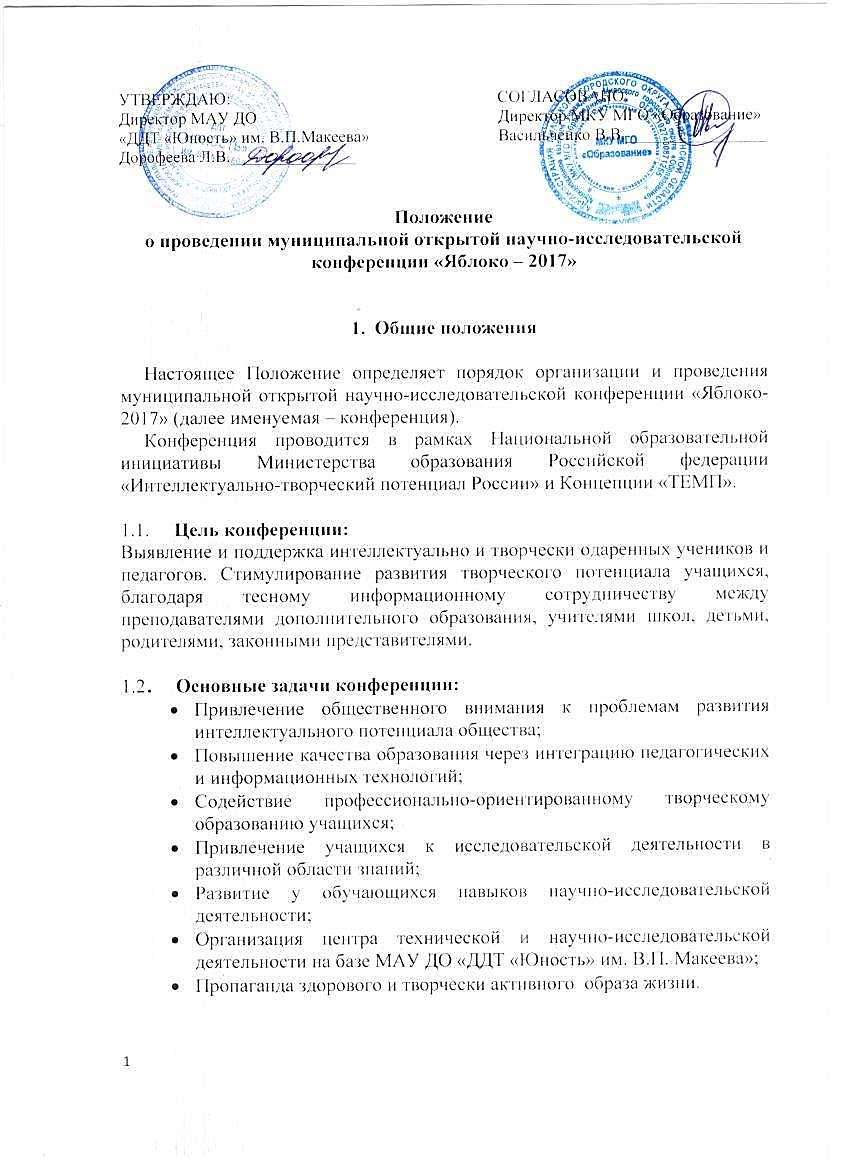 УТВЕРЖДАЮ:
Директор МАУ ДО
«ДДТ «Юность» им. В.П.Макеева»
Дорофеева Л.В.
СОГЛАСОВАНО:
Директор МКУ МГО «Образование»
Васильченко В.В.
МКУ МГО
«Образование»
Положение
о проведении муниципальной открытой научно-исследовательской
конференции «Яблоко – 2017»
1. Общие положения
Настоящее Положение определяет порядок организации и проведения
муниципальной открытой научно-исследовательской конференции «Яблоко-
2017» (далее именуемая – конференция).
Конференция проводится в рамках Национальной образовательной
инициативы Министерства образования Российской федерации
«Интеллектуально-творческий потенциал России» и Концепции «ТЕМП».
1.1. Цель конференции:
Выявление и поддержка интеллектуально и творчески одаренных учеников и
педагогов. Стимулирование развития творческого потенциала учащихся,
благодаря тесному информационному сотрудничеству между
преподавателями дополнительного образования, учителями школ, детьми,
родителями, законными представителями.
1.2. Основные задачи конференции:
• Привлечение общественного внимания к проблемам развития
интеллектуального потенциала общества;
• Повышение качества образования через интеграцию педагогических
и информационных технологий;
• Содействие профессионально-ориентированному творческому
образованию учащихся;
• Привлечение учащихся к исследовательской деятельности в
различной области знаний;
• Развитие у обучающихся навыков научно-исследовательской
деятельности;
• Организация центра технической и научно-исследовательской
деятельности на базе МАУ ДО «ДДТ «Юность» им. В.П. Макеева»;
• Пропаганда здорового и творчески активного образа жизни.
1